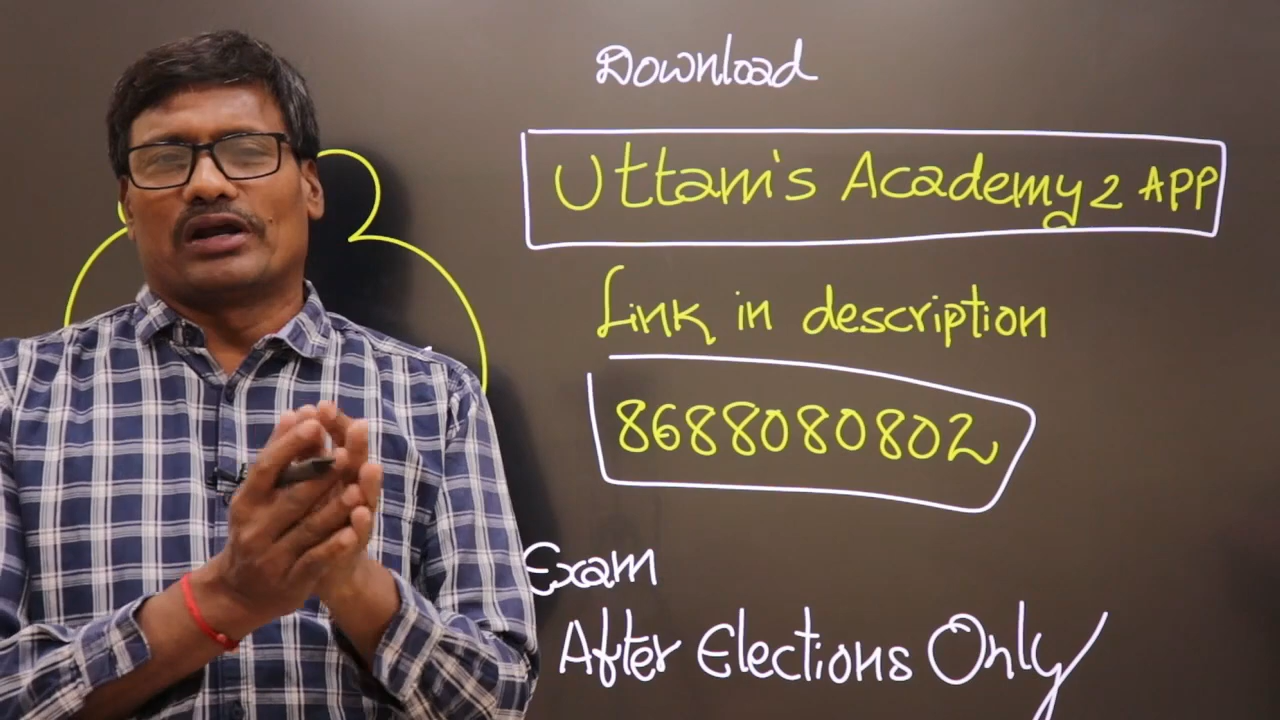 Download
Uttam's Academy 2 APP
Link in description
8688080802
Exam
After Elections Only